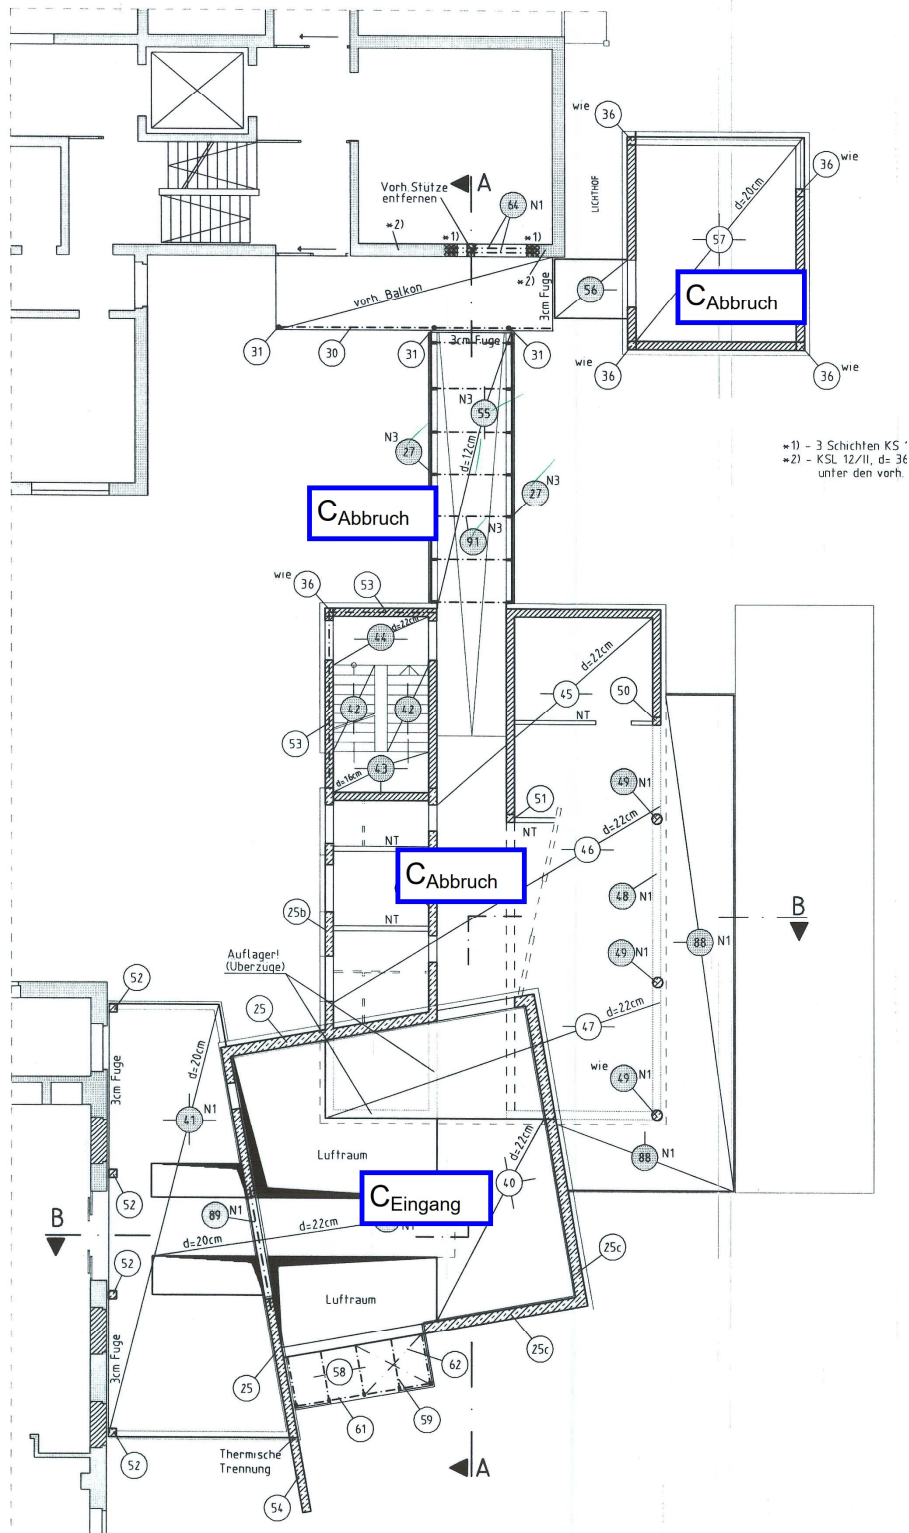 wie
36
LICHTHOF
36
wie
d=20cm
57
C Abbruch
56
3cm Fuge
wie
36
36
wie
Vorh. Stütze
entfernen
A
64
N1
*2)
*1)
*1)
*2)
vorh. Balkon
31
30
31
3cm Fuge
31
N3
55
N3
27
d=12cm
N3
27
C Abbruch
91
N3
*1) - 3 Schichten KS 1
*2) - KSL 12/II, d= 36
unter den vorh.
wie
36
53
d=22cm
44
42
42
53
43
d=16cm
d=22cm
45
50
NT
49
N1
51
NT
d=22cm
46
NT
C Abbruch
48
N1
NT
25b
B
88
N1
49
N1
Auflager!
(Überzüge)
52
25
d=22cm
47
3cm Fuge
d=20cm
wie
49
N1
41
N1
Luftraum
d=22cm
88
N1
40
C Eingang
52
89
N1
N1
d=22cm
d=20cm
B
25c
52
Luftraum
3cm Fuge
25c
62
58
25
59
61
52
Thermische
Trennung
A
54